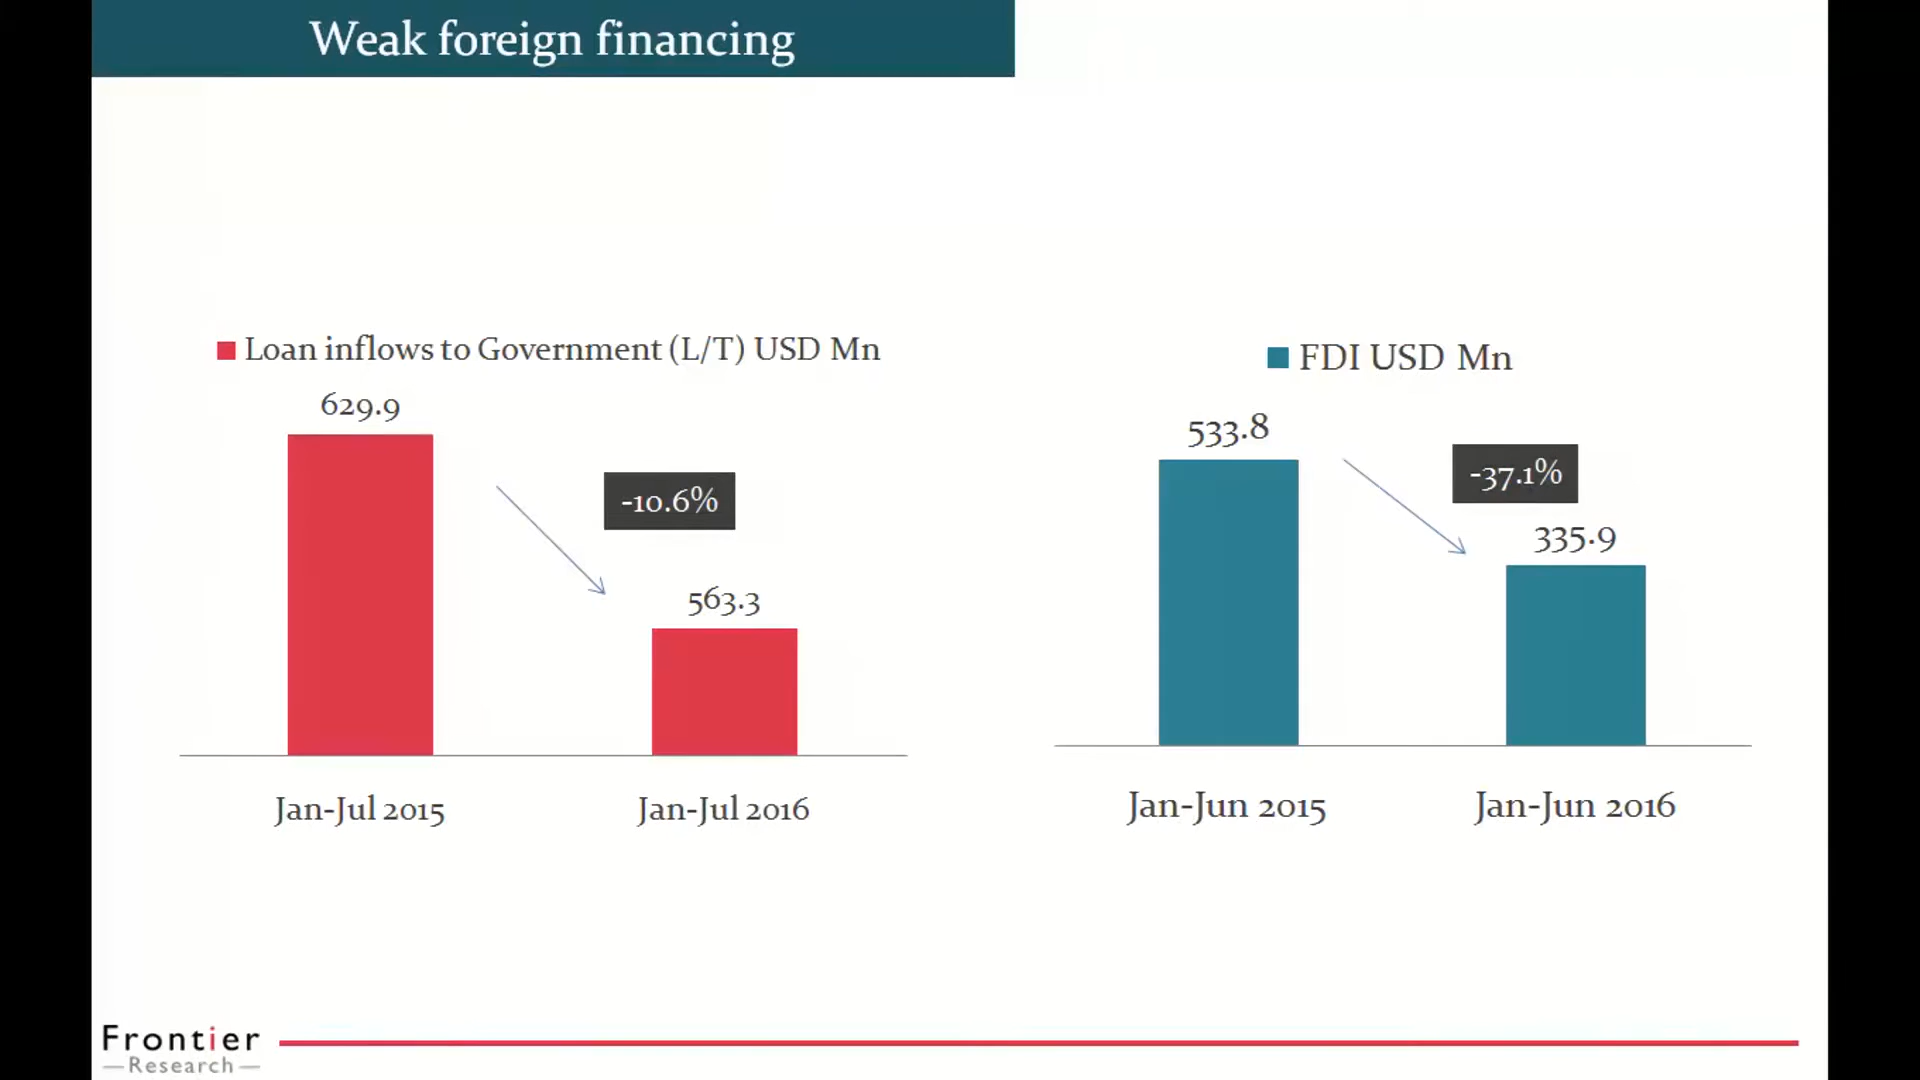 Weak foreign financing
Loan inflows to Government (L/T) USD Mn
629.9
-10.6%
563.3
Jan-Jul 2015
Jan-Jul 2016
FDI USD Mn
533.8
-37.1%
335.9
Jan-Jun 2015
Jan-Jun 2016
Frontier
Research